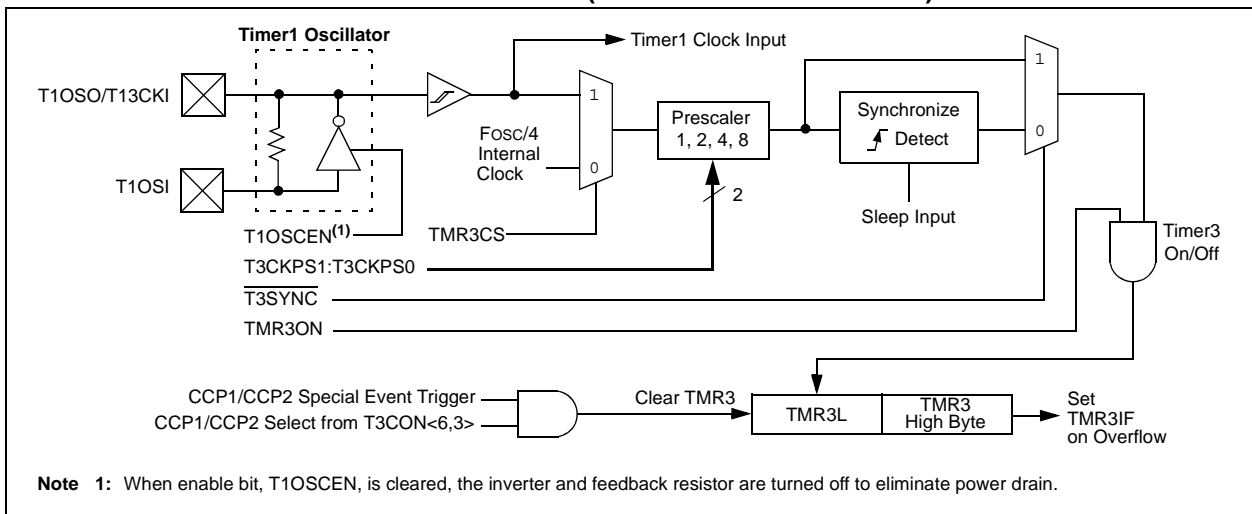 Timer1 Oscillator
Timer1 Clock Input
T1OSO/T13CKI
T1OSI
1
0
FOSC/4
Internal
Clock
Prescaler
1, 2, 4, 8
2
Synchronize
Detect
Sleep Input
1
0
T1OSCEN(1)
TMR3CS
T3CKPS1:T3CKPS0
T3SYNC
TMR3ON
Timer3
On/Off
CCP1/CCP2 Special Event Trigger
CCP1/CCP2 Select from T3CON<6,3>
Clear TMR3
TMR3L
TMR3
High Byte
Set
TMR3IF
on Overflow
Note 1: When enable bit, T1OSCEN, is cleared, the inverter and feedback resistor are turned off to eliminate power drain.